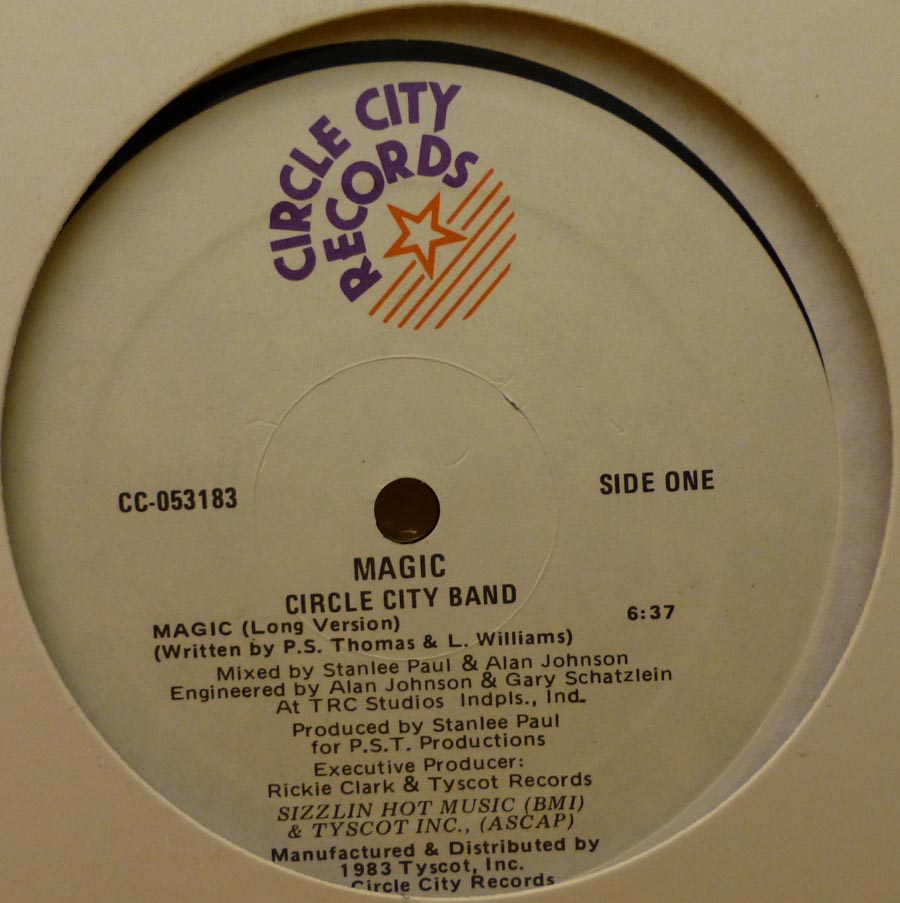 CIRCLE CITY
RECORDS
CC-053183
SIDE ONE
MAGIC
CIRCLE CITY BAND
MAGIC (Long Version) 6:37
(Written by P.S. Thomas & L. Williams)
Mixed by Stanlee Paul & Alan Johnson
Engineered by Alan Johnson & Gary Schatzlein
At TRC Studios Indpls., Ind.
Produced by Stanlee Paul
for P.S.T. Productions
Executive Producer:
Rickie Clark & Tyscot Records
SIZZLIN HOT MUSIC (BMI)
& TYSCOT INC., (ASCAP)
Manufactured & Distributed by
1983 Tyscot, Inc.
Circle City Records